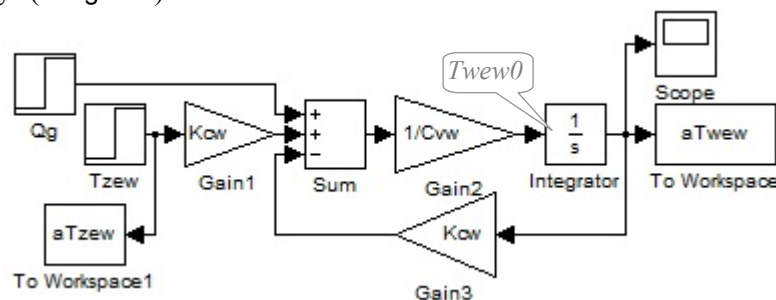 Twew0
Scope
Qg
Tzew
Kcw
Gain1
+
+
−
Sum
1/Cvw
Gain2
1
s
Integrator
aTwew
To Workspace
aTzew
To Workspace1
Kcw
Gain3